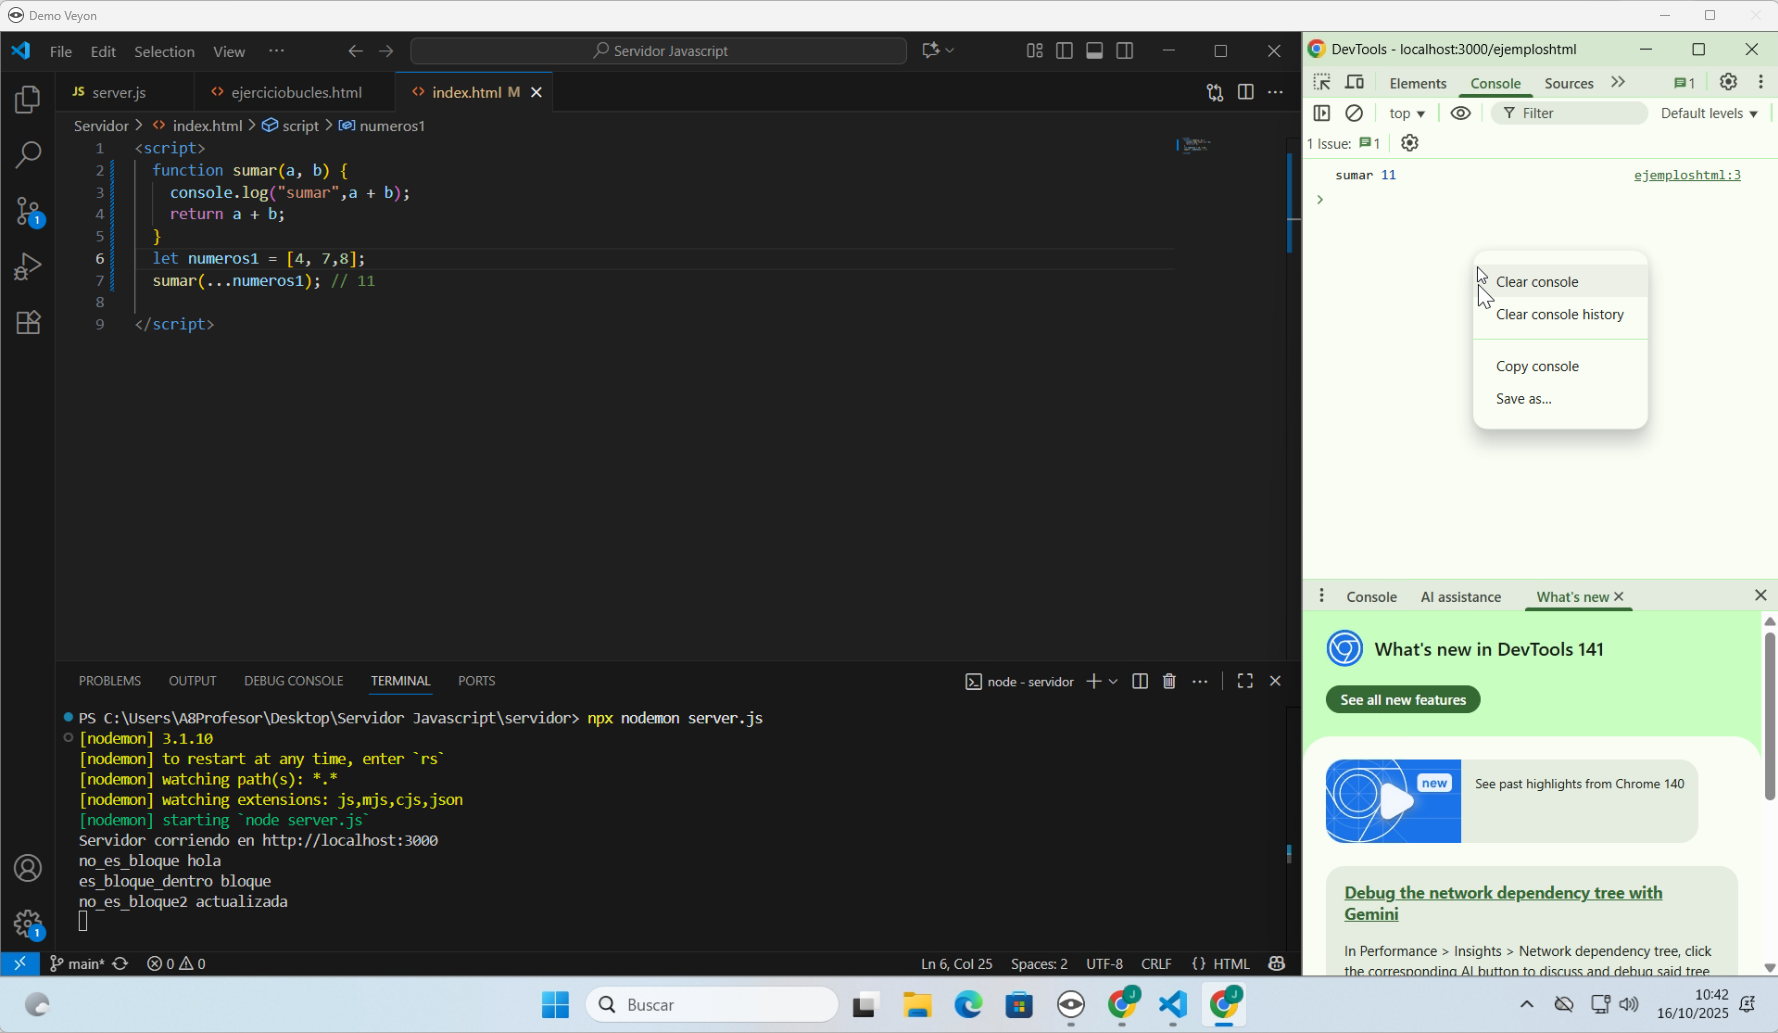 Demo Veyon
File Edit Selection View ···
Servidor Javascript
JS server.js
<> ejerciciobucles.html
<> index.html M
Servidor > <> index.html > script > numeros1
1 <script>
2 function sumar(a, b) {
3 console.log("sumar",a + b);
4 return a + b;
5 }
6 let numeros1 = [4, 7,8];
7 sumar(...numeros1); // 11
8
9 </script>
PROBLEMS OUTPUT DEBUG CONSOLE TERMINAL PORTS
node - servidor
PS C:\Users\A8Profesor\Desktop\Servidor Javascript\servidor> npx nodemon server.js
[nodemon] 3.1.10
[nodemon] to restart at any time, enter `rs`
[nodemon] watching path(s): *.*
[nodemon] watching extensions: js,mjs,cjs,json
[nodemon] starting `node server.js`
Servidor corriendo en http://localhost:3000
no_es_bloque hola
es_bloque_dentro bloque
no_es_bloque2 actualizada
1
1
main* 0 0
Ln 6, Col 25 Spaces: 2 UTF-8 CRLF {} HTML
DevTools - localhost:3000/ejemploshtml
Elements Console Sources >> 1
top Filter Default levels
1 Issue: 1
sumar 11 ejemploshtml:3
>
Clear console
Clear console history
Copy console
Save as...
Console AI assistance What's new
What's new in DevTools 141
See all new features
new
See past highlights from Chrome 140
Debug the network dependency tree with
Gemini
In Performance > Insights > Network dependency tree, click
the corresponding AI button to discuss and debug said tree
Buscar
J
J
10:42
16/10/2025